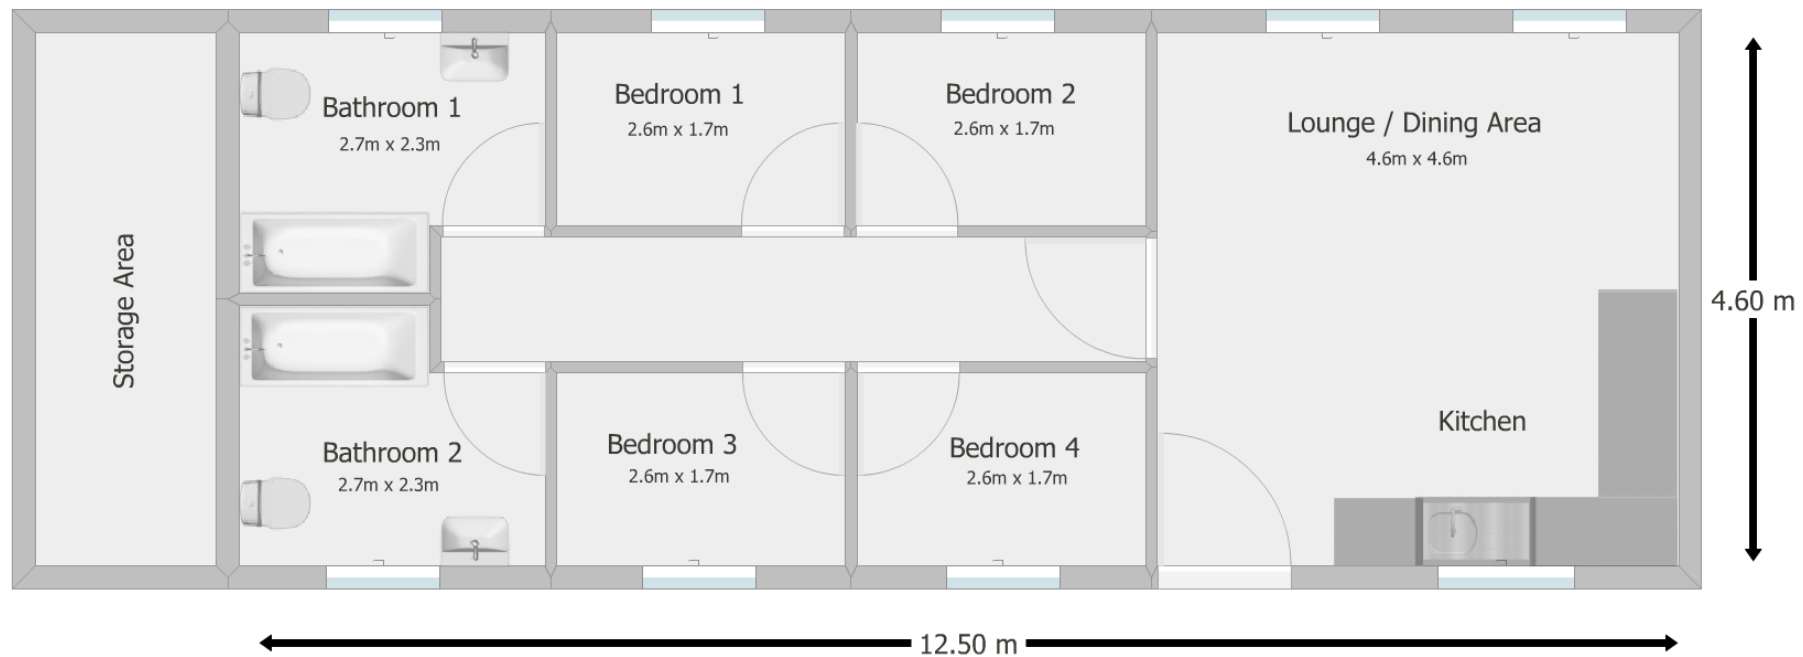 Bathroom 1
2.7m x 2.3m
Bedroom 1
2.6m x 1.7m
Bedroom 2
2.6m x 1.7m
Lounge / Dining Area
4.6m x 4.6m
Storage Area
4.60 m
Bathroom 2
2.7m x 2.3m
Bedroom 3
2.6m x 1.7m
Bedroom 4
2.6m x 1.7m
Kitchen
12.50 m